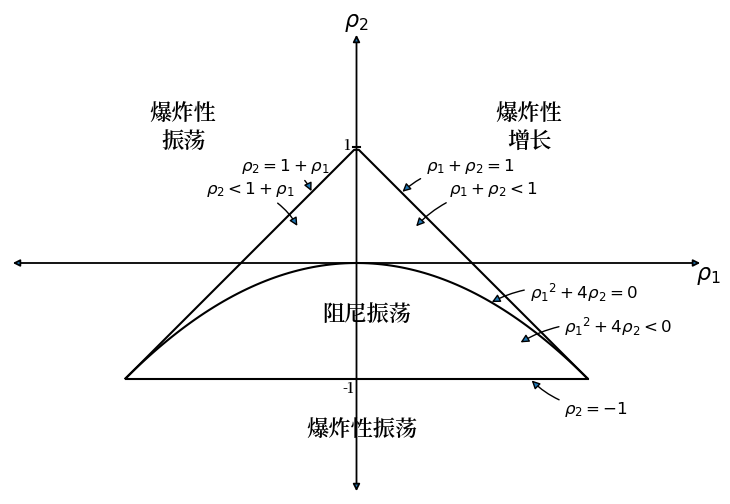 ρ₂
爆炸性
振荡
爆炸性
增长
1
ρ₂ = 1 + ρ₁
ρ₁ + ρ₂ = 1
ρ₂ < 1 + ρ₁
ρ₁ + ρ₂ < 1
ρ₁
ρ₁² + 4ρ₂ = 0
阻尼振荡
ρ₁² + 4ρ₂ < 0
-1
ρ₂ = −1
爆炸性振荡